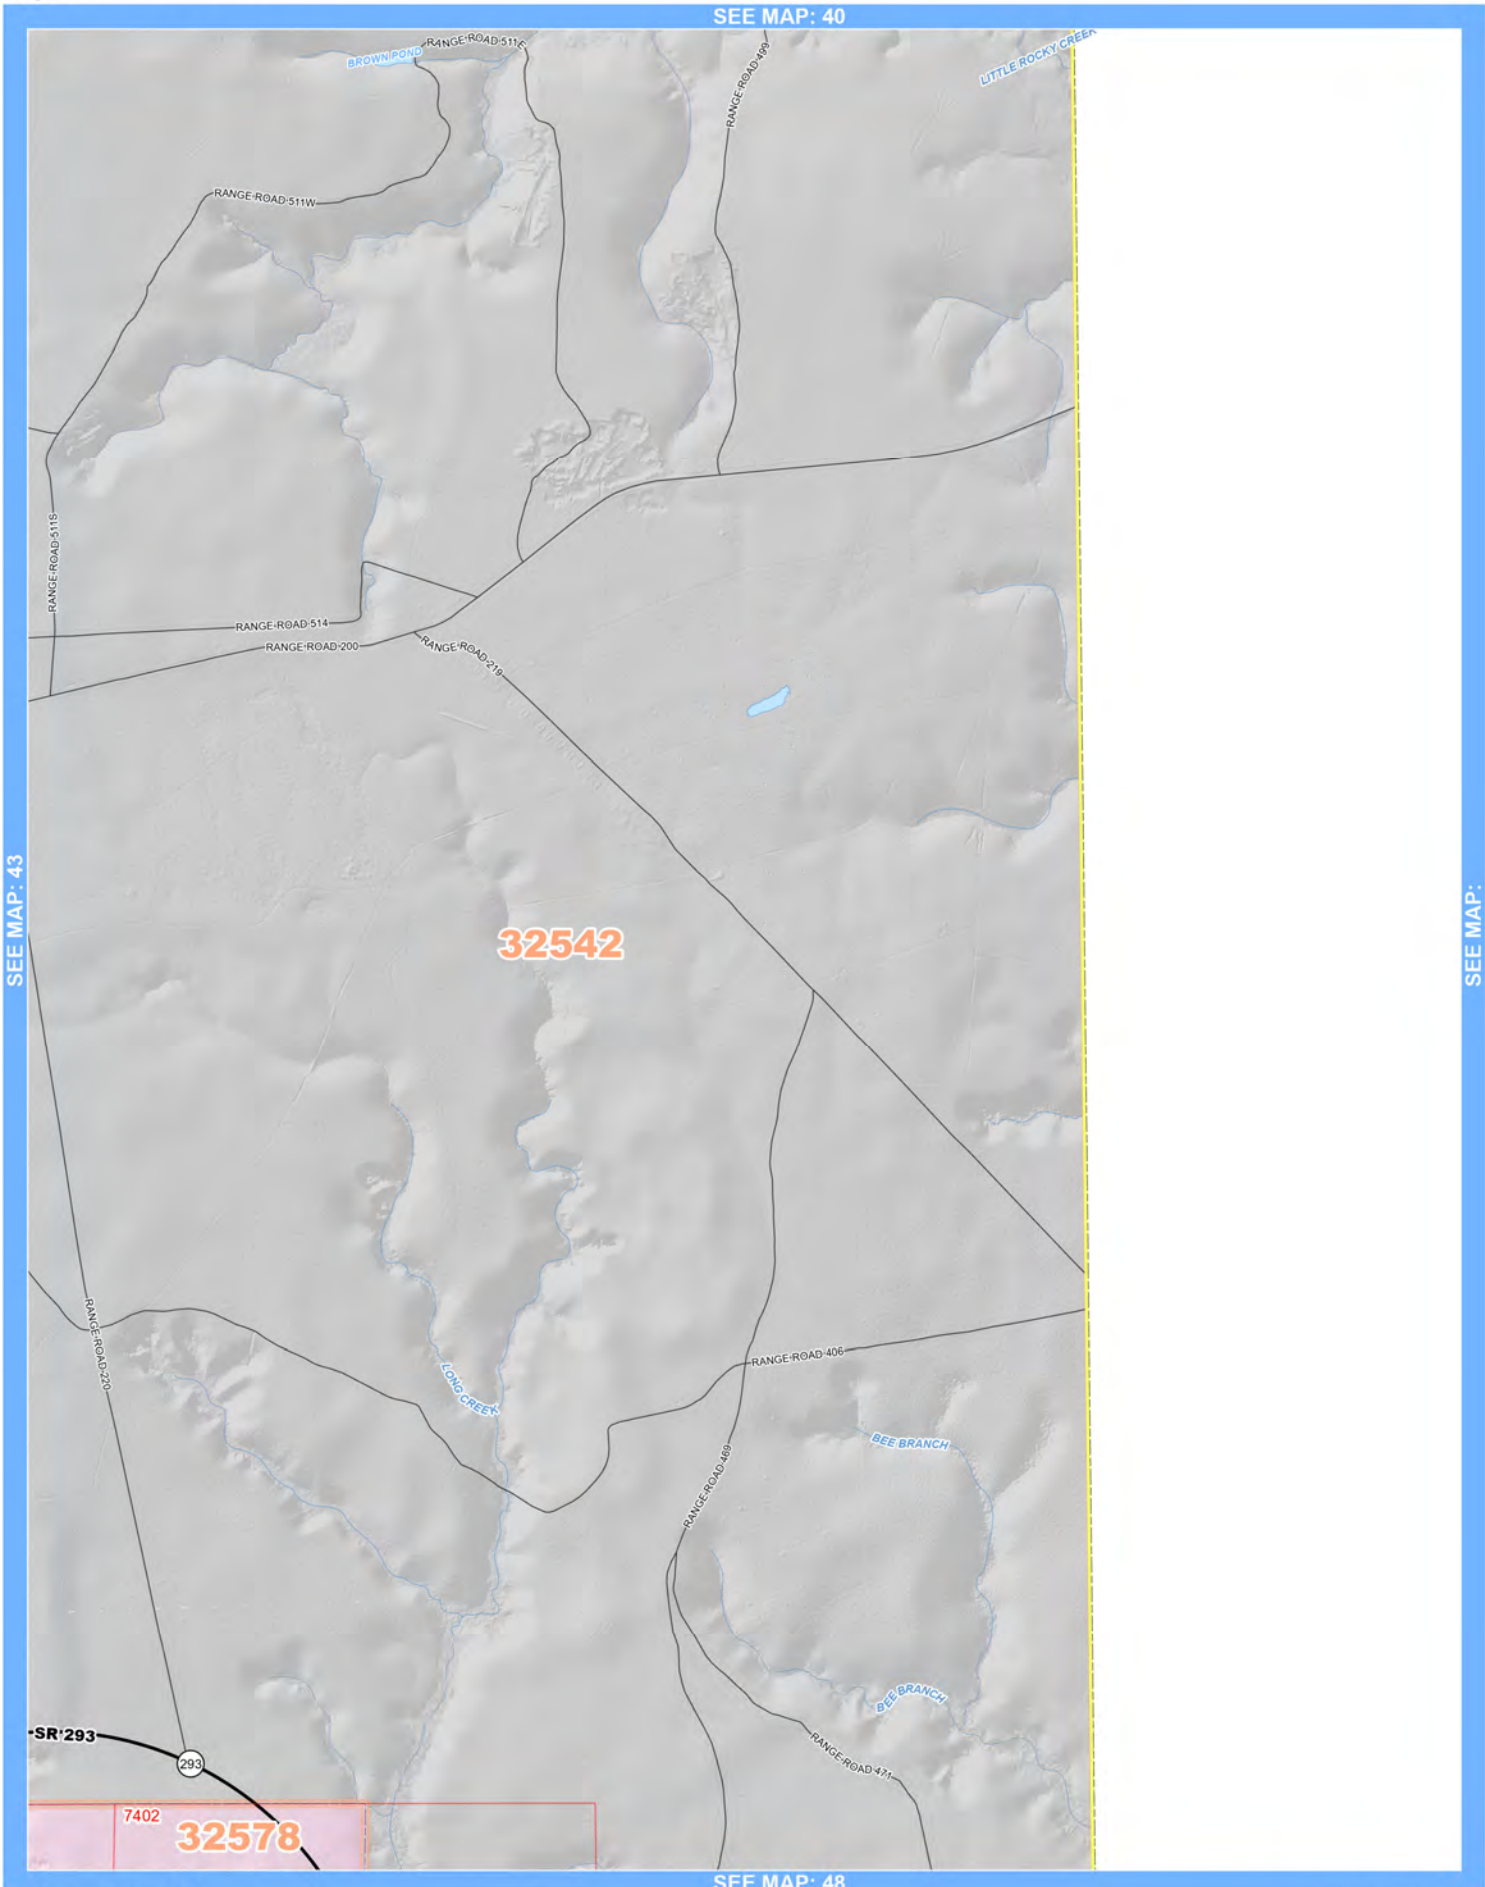 SEE MAP: 40
RANGE ROAD 511E
BROWN POND
RANGE ROAD 499
LITTLE ROCKY CREEK
RANGE ROAD 511W
RANGE ROAD 511S
RANGE ROAD 514
RANGE ROAD 200
RANGE ROAD 219
SEE MAP: 43
SEE MAP:
32542
RANGE ROAD 220
RANGE ROAD 406
LONG CREEK
BEE BRANCH
RANGE ROAD 469
BEE BRANCH
SR 293
293
RANGE ROAD 471
7402
32578
SEE MAP: 48